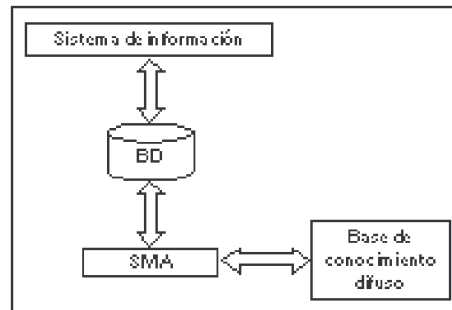 Sistema de información
BD
SMA
Base de
conocimiento
difuso